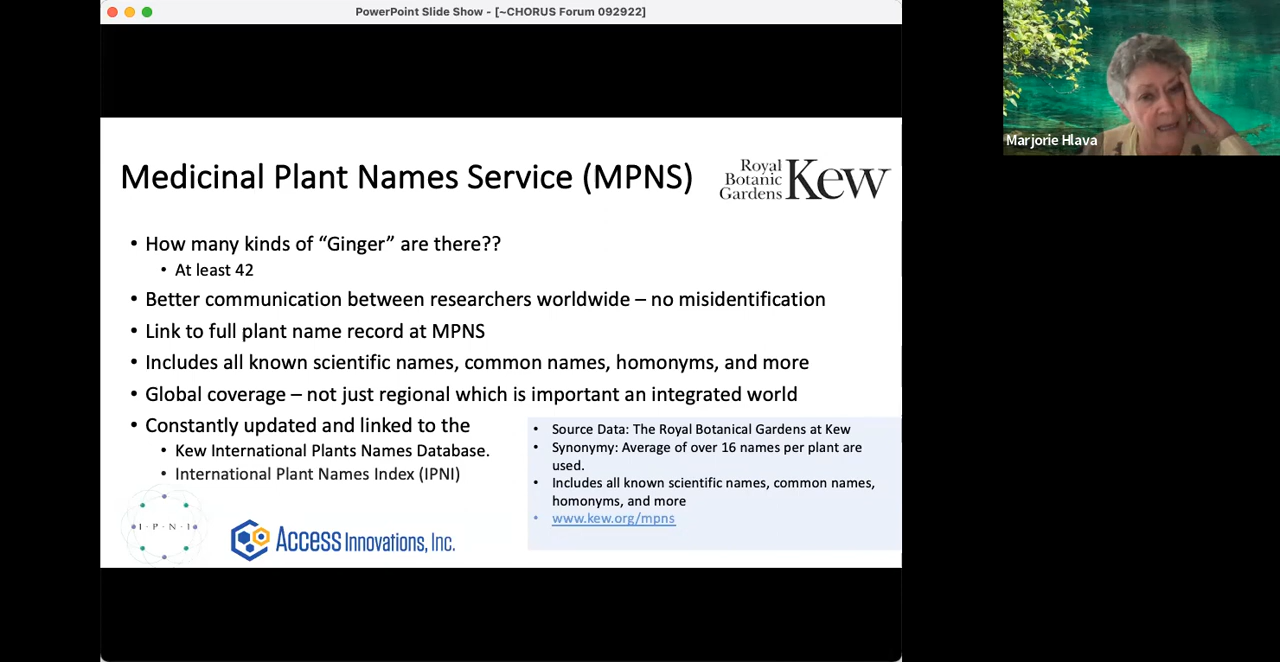 PowerPoint Slide Show - [~CHORUS Forum 092922]
Marjorie Hlava
Medicinal Plant Names Service (MPNS)
Royal
Botanic
Gardens
Kew
• How many kinds of “Ginger” are there??
• At least 42
• Better communication between researchers worldwide – no misidentification
• Link to full plant name record at MPNS
• Includes all known scientific names, common names, homonyms, and more
• Global coverage – not just regional which is important an integrated world
• Constantly updated and linked to the
• Kew International Plants Names Database.
• International Plant Names Index (IPNI)
• Source Data: The Royal Botanical Gardens at Kew
• Synonymy: Average of over 16 names per plant are
used.
• Includes all known scientific names, common names,
homonyms, and more
• www.kew.org/mpns
I · P · N · I
Access Innovations, Inc.